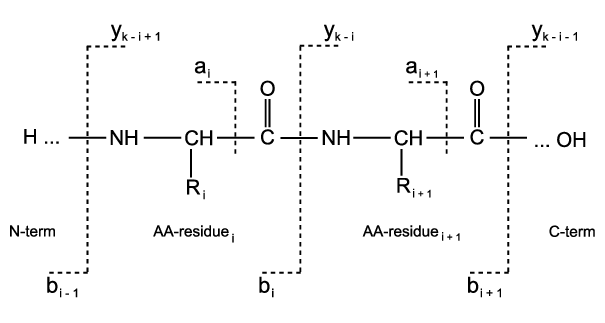 y k - i + 1 y k - i y k - i - 1
a i a i + 1
O O
H ... NH CH C NH CH C ... OH
R i R i + 1
N-term AA-residue i AA-residue i + 1 C-term
b i - 1 b i b i + 1